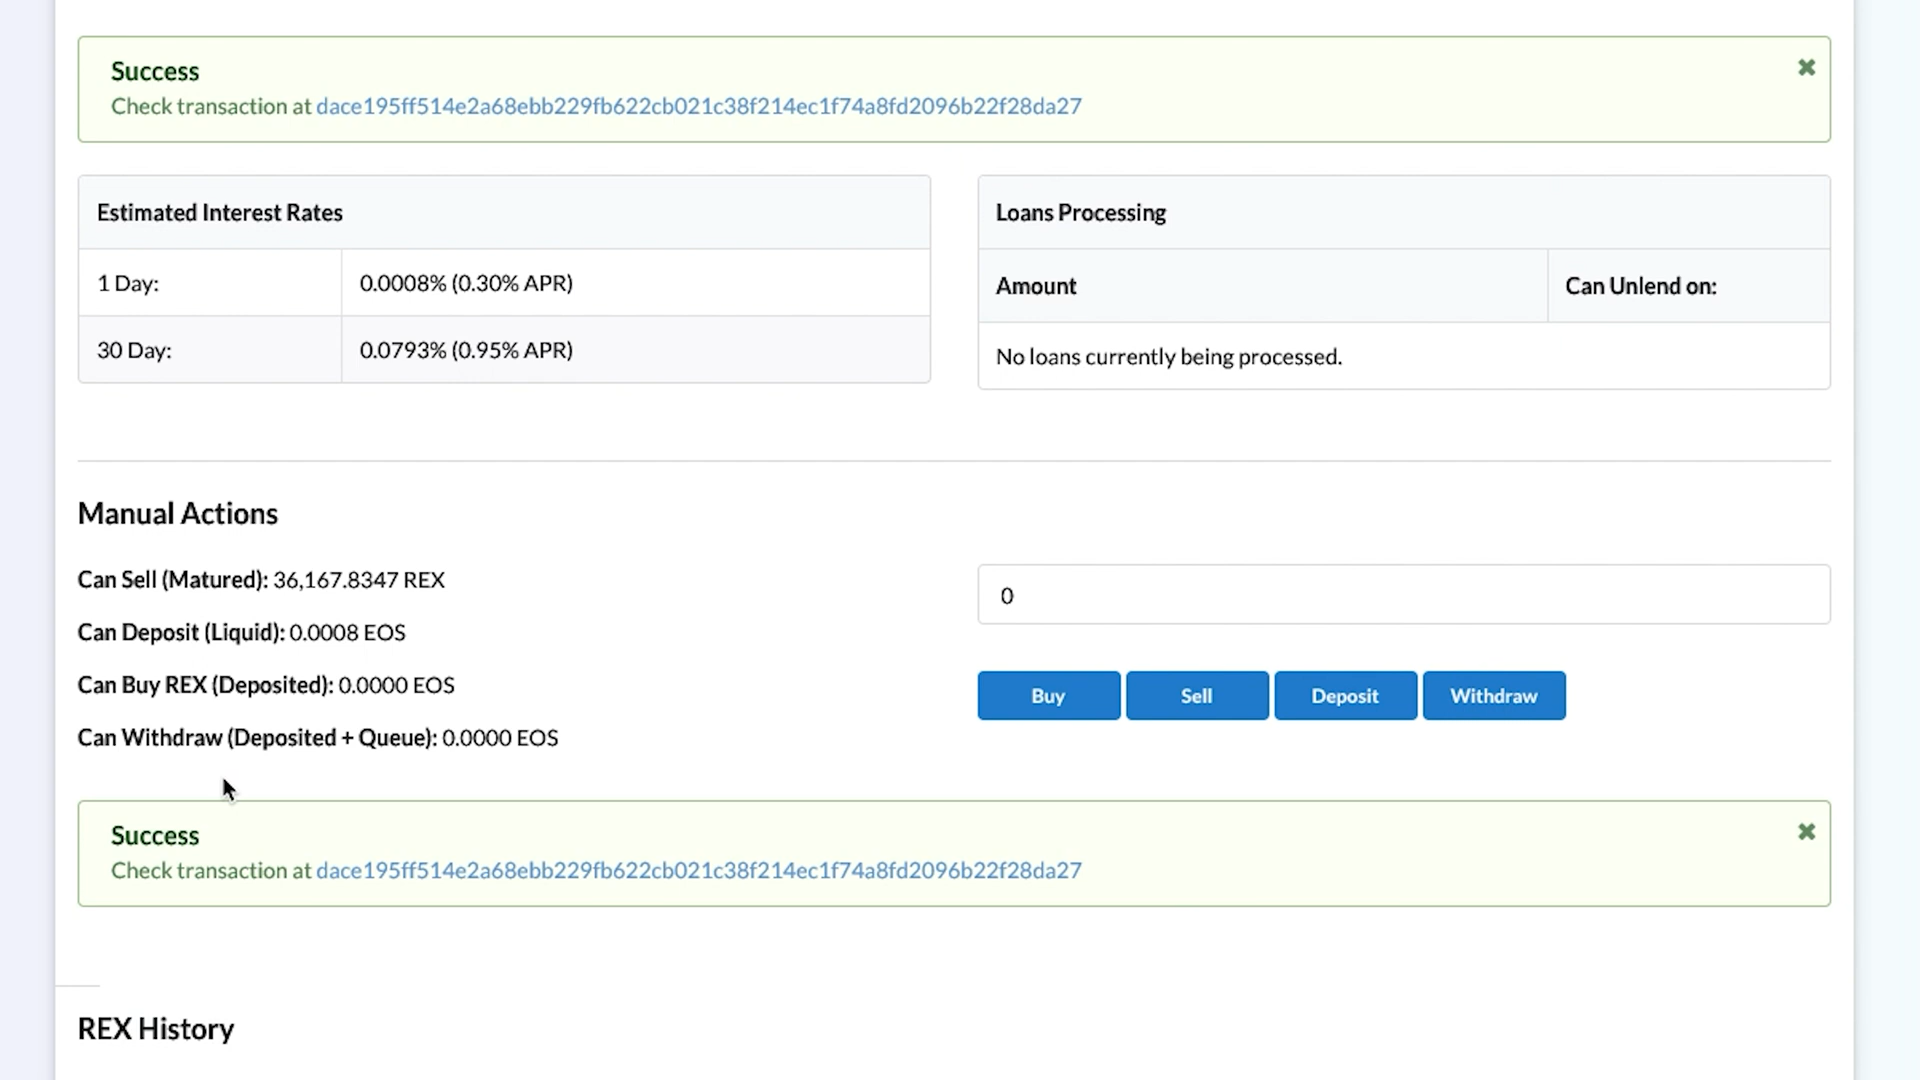 Success
Check transaction at dace195ff514e2a68ebb229fb622cb021c38f214ec1f74a8fd2096b22f28da27
Estimated Interest Rates
1 Day: 0.0008% (0.30% APR)
30 Day: 0.0793% (0.95% APR)
Loans Processing
Amount Can Unlend on:
No loans currently being processed.
Manual Actions
Can Sell (Matured): 36,167.8347 REX
Can Deposit (Liquid): 0.0008 EOS
Can Buy REX (Deposited): 0.0000 EOS
Can Withdraw (Deposited + Queue): 0.0000 EOS
0
Buy Sell Deposit Withdraw
Success
Check transaction at dace195ff514e2a68ebb229fb622cb021c38f214ec1f74a8fd2096b22f28da27
REX History